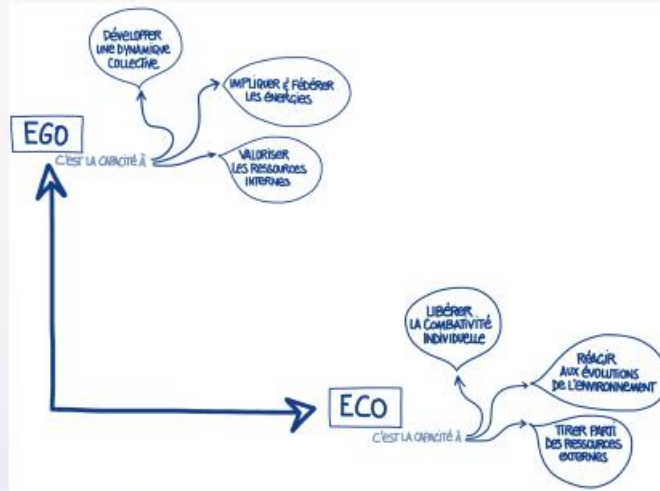 DÉVELOPPER
UNE DYNAMIQUE
COLLECTIVE
IMPLIQUER & FÉDÉRER
LES ÉNERGIES
EGO
C'EST LA CAPACITÉ À
VALORISER
LES RESSOURCES
INTERNES
LIBÉRER
LA COMBATIVITÉ
INDIVIDUELLE
RÉAGIR
AUX ÉVOLUTIONS
DE L'ENVIRONNEMENT
ECO
C'EST LA CAPACITÉ À
TIRER PARTI
DES RESSOURCES
EXTERNES